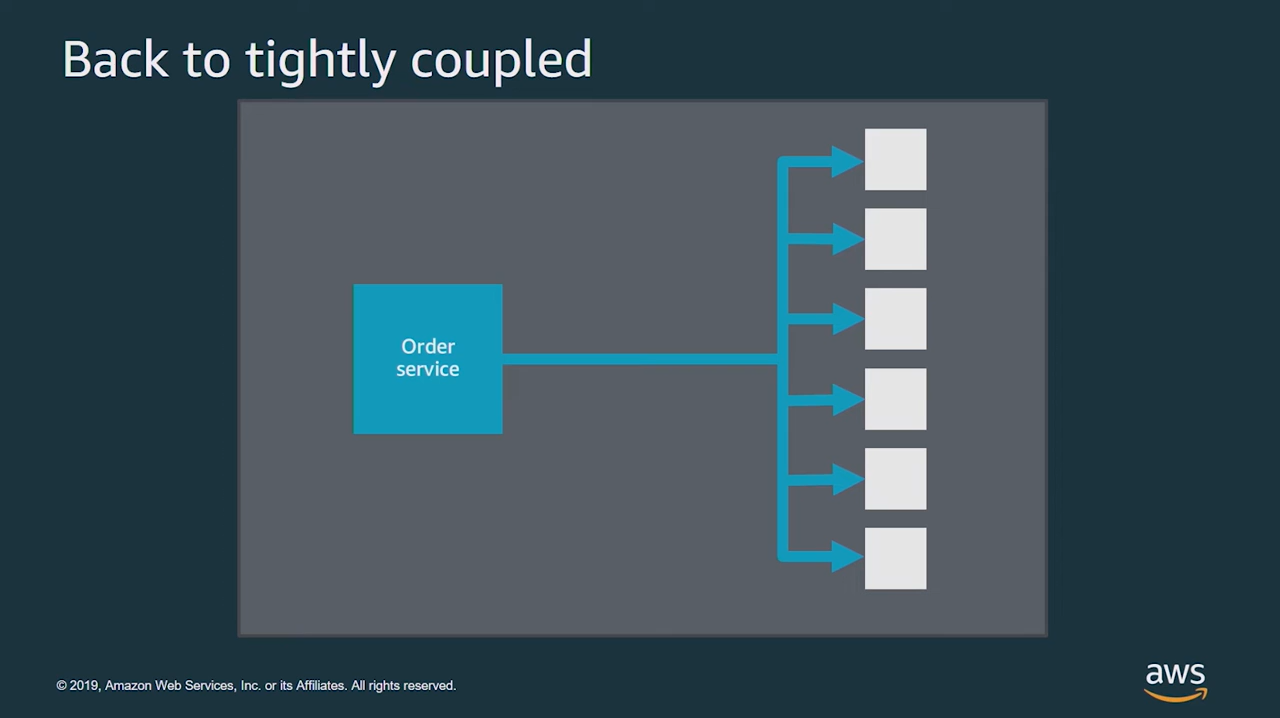 Back to tightly coupled
Order
service
© 2019, Amazon Web Services, Inc. or its Affiliates. All rights reserved.
aws